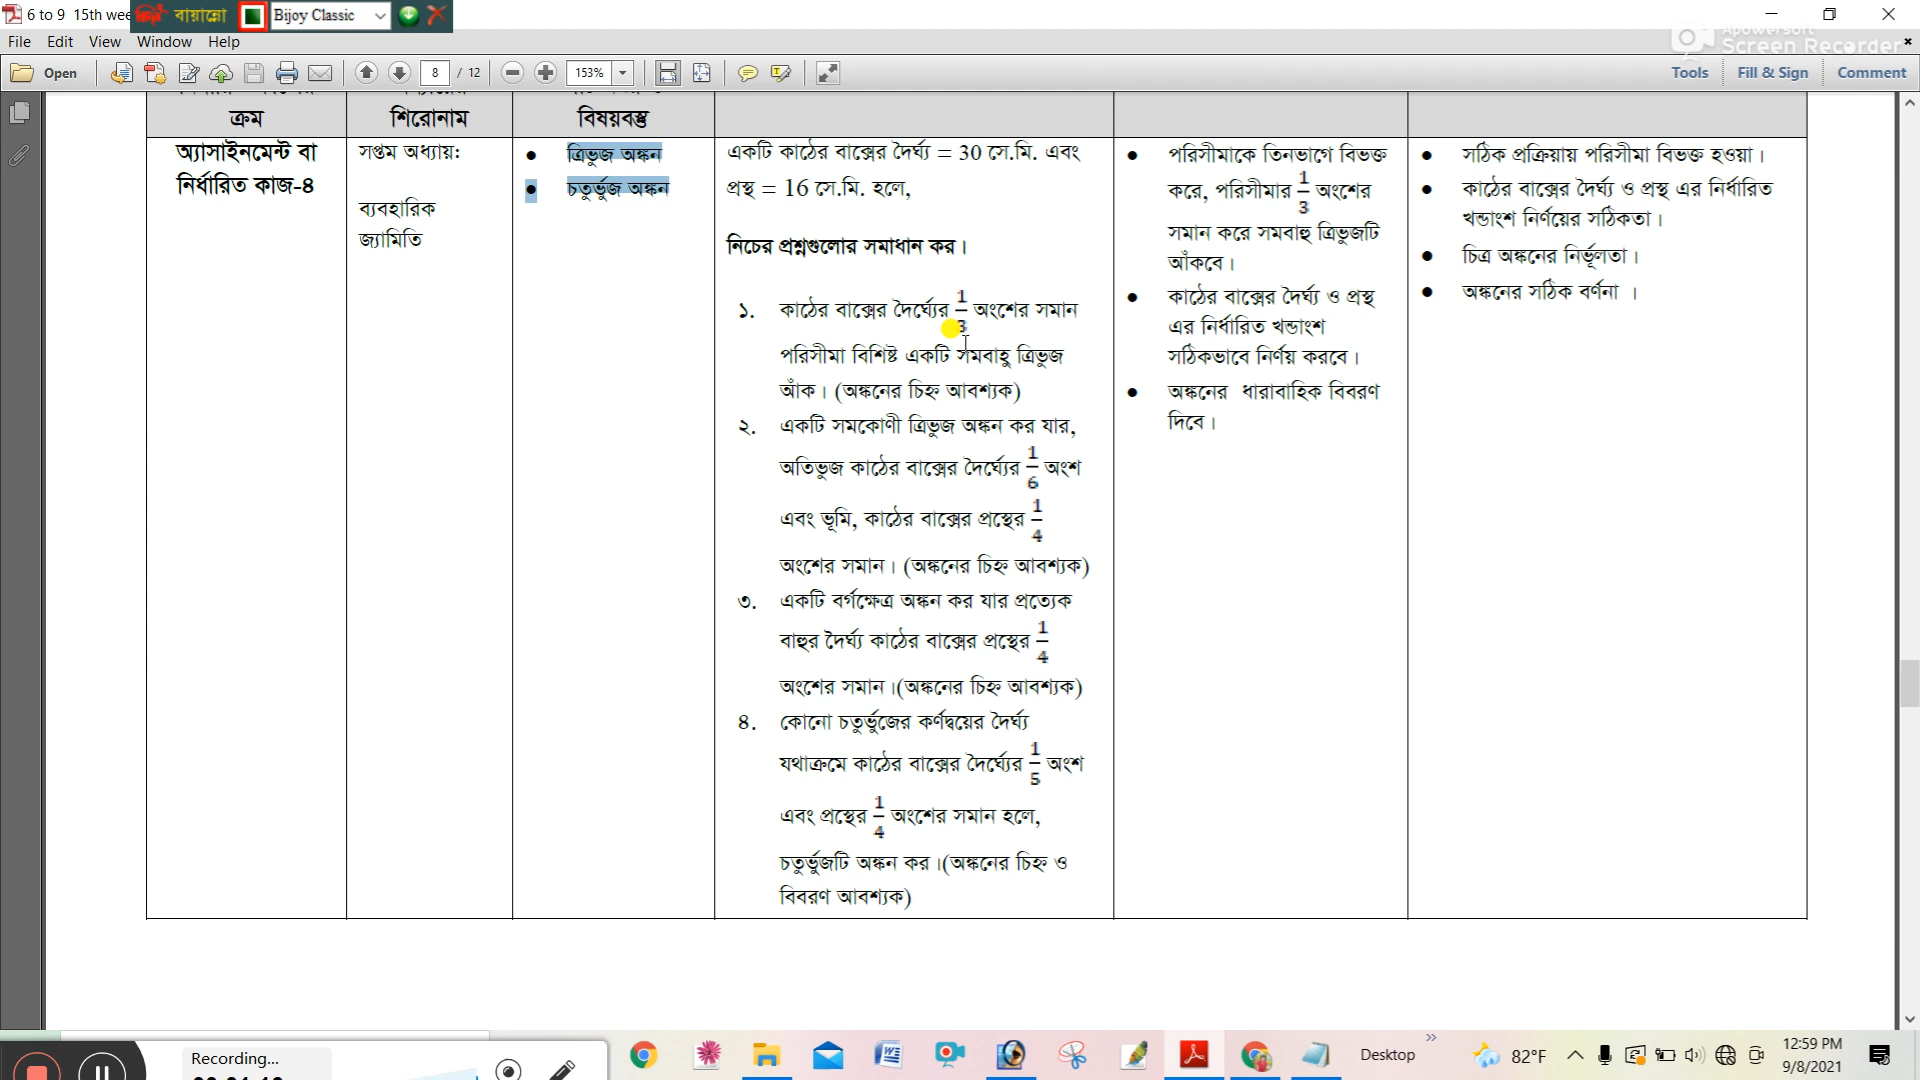 6 to 9 15th wee
বায়ান্নো
Bijoy Classic
File Edit View Window Help
Apowersoft
Screen Recorder
Open
8 / 12
153%
Tools
Fill & Sign
Comment
ক্রম
শিরোনাম
বিষয়বস্তু
অ্যাসাইনমেন্ট বা
নির্ধারিত কাজ-৪
সপ্তম অধ্যায়:
ব্যবহারিক
জ্যামিতি
● ত্রিভুজ অঙ্কন
● চতুর্ভুজ অঙ্কন
একটি কাঠের বাক্সের দৈর্ঘ্য = 30 সে.মি. এবং
প্রস্থ = 16 সে.মি. হলে,
নিচের প্রশ্নগুলোর সমাধান কর।
১. কাঠের বাক্সের দৈর্ঘ্যের 1/3 অংশের সমান
পরিসীমা বিশিষ্ট একটি সমবাহু ত্রিভুজ
আঁক। (অঙ্কনের চিহ্ন আবশ্যক)
২. একটি সমকোণী ত্রিভুজ অঙ্কন কর যার,
অতিভুজ কাঠের বাক্সের দৈর্ঘ্যের 1/6 অংশ
এবং ভূমি, কাঠের বাক্সের প্রস্থের 1/4
অংশের সমান। (অঙ্কনের চিহ্ন আবশ্যক)
৩. একটি বর্গক্ষেত্র অঙ্কন কর যার প্রত্যেক
বাহুর দৈর্ঘ্য কাঠের বাক্সের প্রস্থের 1/4
অংশের সমান।(অঙ্কনের চিহ্ন আবশ্যক)
৪. কোনো চতুর্ভুজের কর্ণদ্বয়ের দৈর্ঘ্য
যথাক্রমে কাঠের বাক্সের দৈর্ঘ্যের 1/5 অংশ
এবং প্রস্থের 1/4 অংশের সমান হলে,
চতুর্ভুজটি অঙ্কন কর।(অঙ্কনের চিহ্ন ও
বিবরণ আবশ্যক)
● পরিসীমাকে তিনভাগে বিভক্ত
করে, পরিসীমার 1/3 অংশের
সমান করে সমবাহু ত্রিভুজটি
আঁকবে।
● কাঠের বাক্সের দৈর্ঘ্য ও প্রস্থ
এর নির্ধারিত খন্ডাংশ
সঠিকভাবে নির্ণয় করবে।
● অঙ্কনের ধারাবাহিক বিবরণ
দিবে।
● সঠিক প্রক্রিয়ায় পরিসীমা বিভক্ত হওয়া।
● কাঠের বাক্সের দৈর্ঘ্য ও প্রস্থ এর নির্ধারিত
খন্ডাংশ নির্ণয়ের সঠিকতা।
● চিত্র অঙ্কনের নির্ভূলতা।
● অঙ্কনের সঠিক বর্ণনা ।
Recording...
Desktop
82°F
12:59 PM
9/8/2021